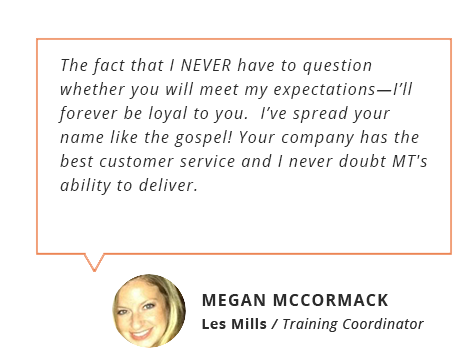 The fact that I NEVER have to question
whether you will meet my expectations—I’ll
forever be loyal to you.  I’ve spread your
name like the gospel! Your company has the
best customer service and I never doubt MT's
ability to deliver.
MEGAN MCCORMACK
Les Mills / Training Coordinator